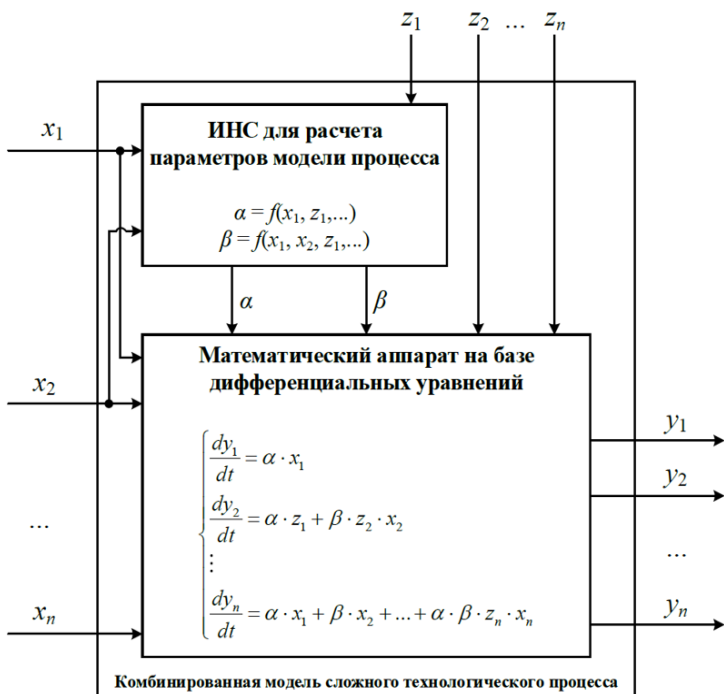 z₁ z₂ ... zₙ
x₁
ИНС для расчета
параметров модели процесса
α = f(x₁, z₁,...)
β = f(x₁, x₂, z₁,...)
α β
Математический аппарат на базе
дифференциальных уравнений
x₂
y₁
dy₁/dt = α · x₁
y₂
dy₂/dt = α · z₁ + β · z₂ · x₂
...
...
⋮
xₙ
yₙ
dyₙ/dt = α · x₁ + β · x₂ + ... + α · β · zₙ · xₙ
Комбинированная модель сложного технологического процесса